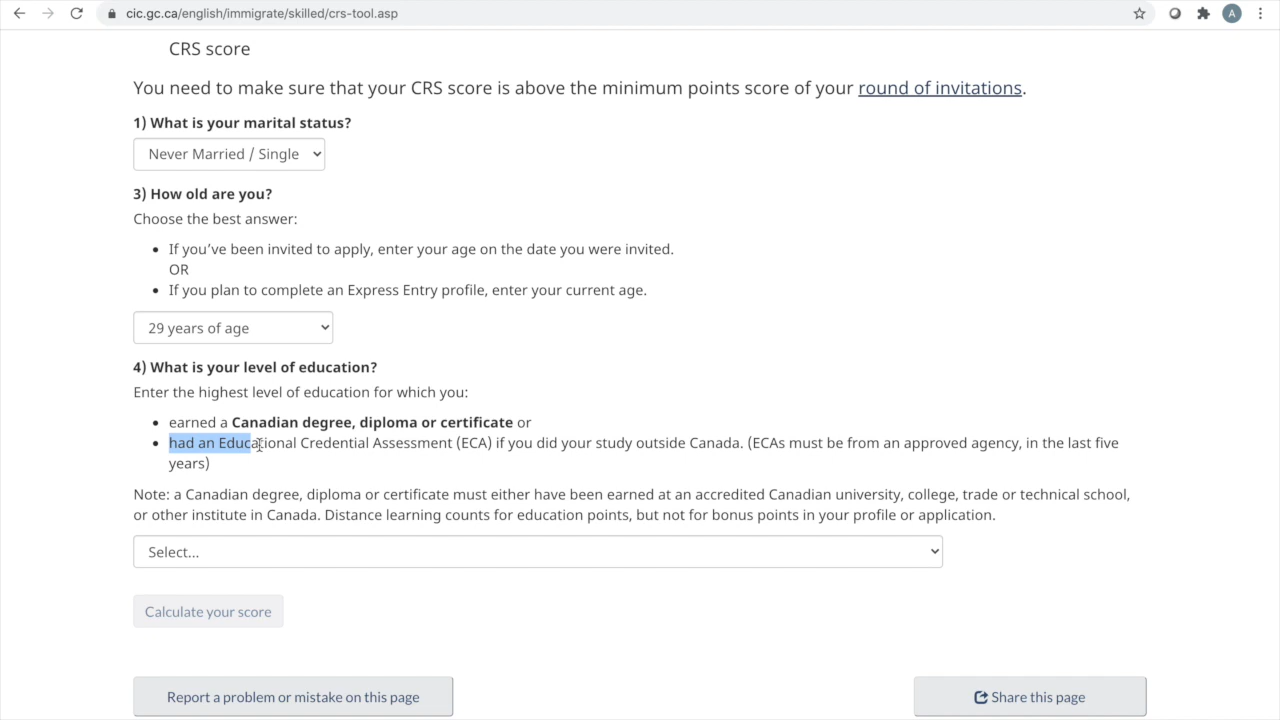 cic.gc.ca/english/immigrate/skilled/crs-tool.asp
A
CRS score
You need to make sure that your CRS score is above the minimum points score of your round of invitations.
1) What is your marital status?
Never Married / Single
3) How old are you?
Choose the best answer:
• If you’ve been invited to apply, enter your age on the date you were invited.
OR
• If you plan to complete an Express Entry profile, enter your current age.
29 years of age
4) What is your level of education?
Enter the highest level of education for which you:
• earned a Canadian degree, diploma or certificate or
• had an Educational Credential Assessment (ECA) if you did your study outside Canada. (ECAs must be from an approved agency, in the last five
years)
Note: a Canadian degree, diploma or certificate must either have been earned at an accredited Canadian university, college, trade or technical school,
or other institute in Canada. Distance learning counts for education points, but not for bonus points in your profile or application.
Select...
Calculate your score
Report a problem or mistake on this page
Share this page